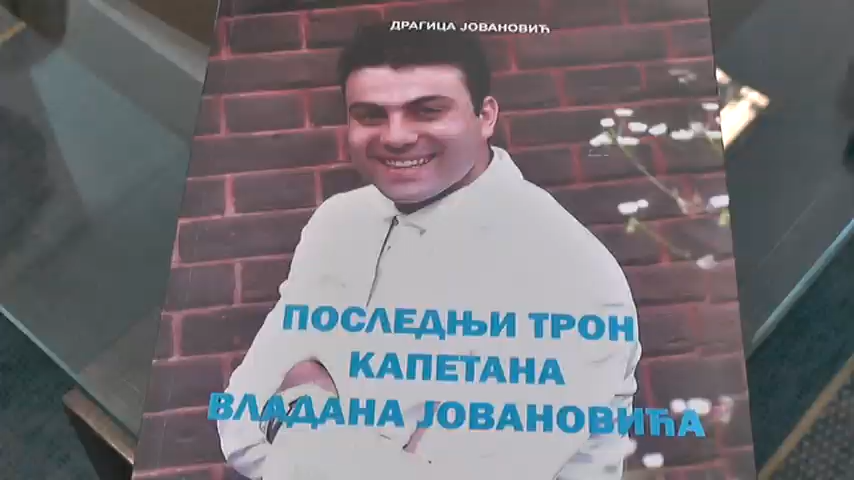 ДРАГИЦА ЈОВАНОВИЋ
ПОСЛЕДЊИ ТРОН
КАПЕТАНА
ВЛАДАНА ЈОВАНОВИЋА